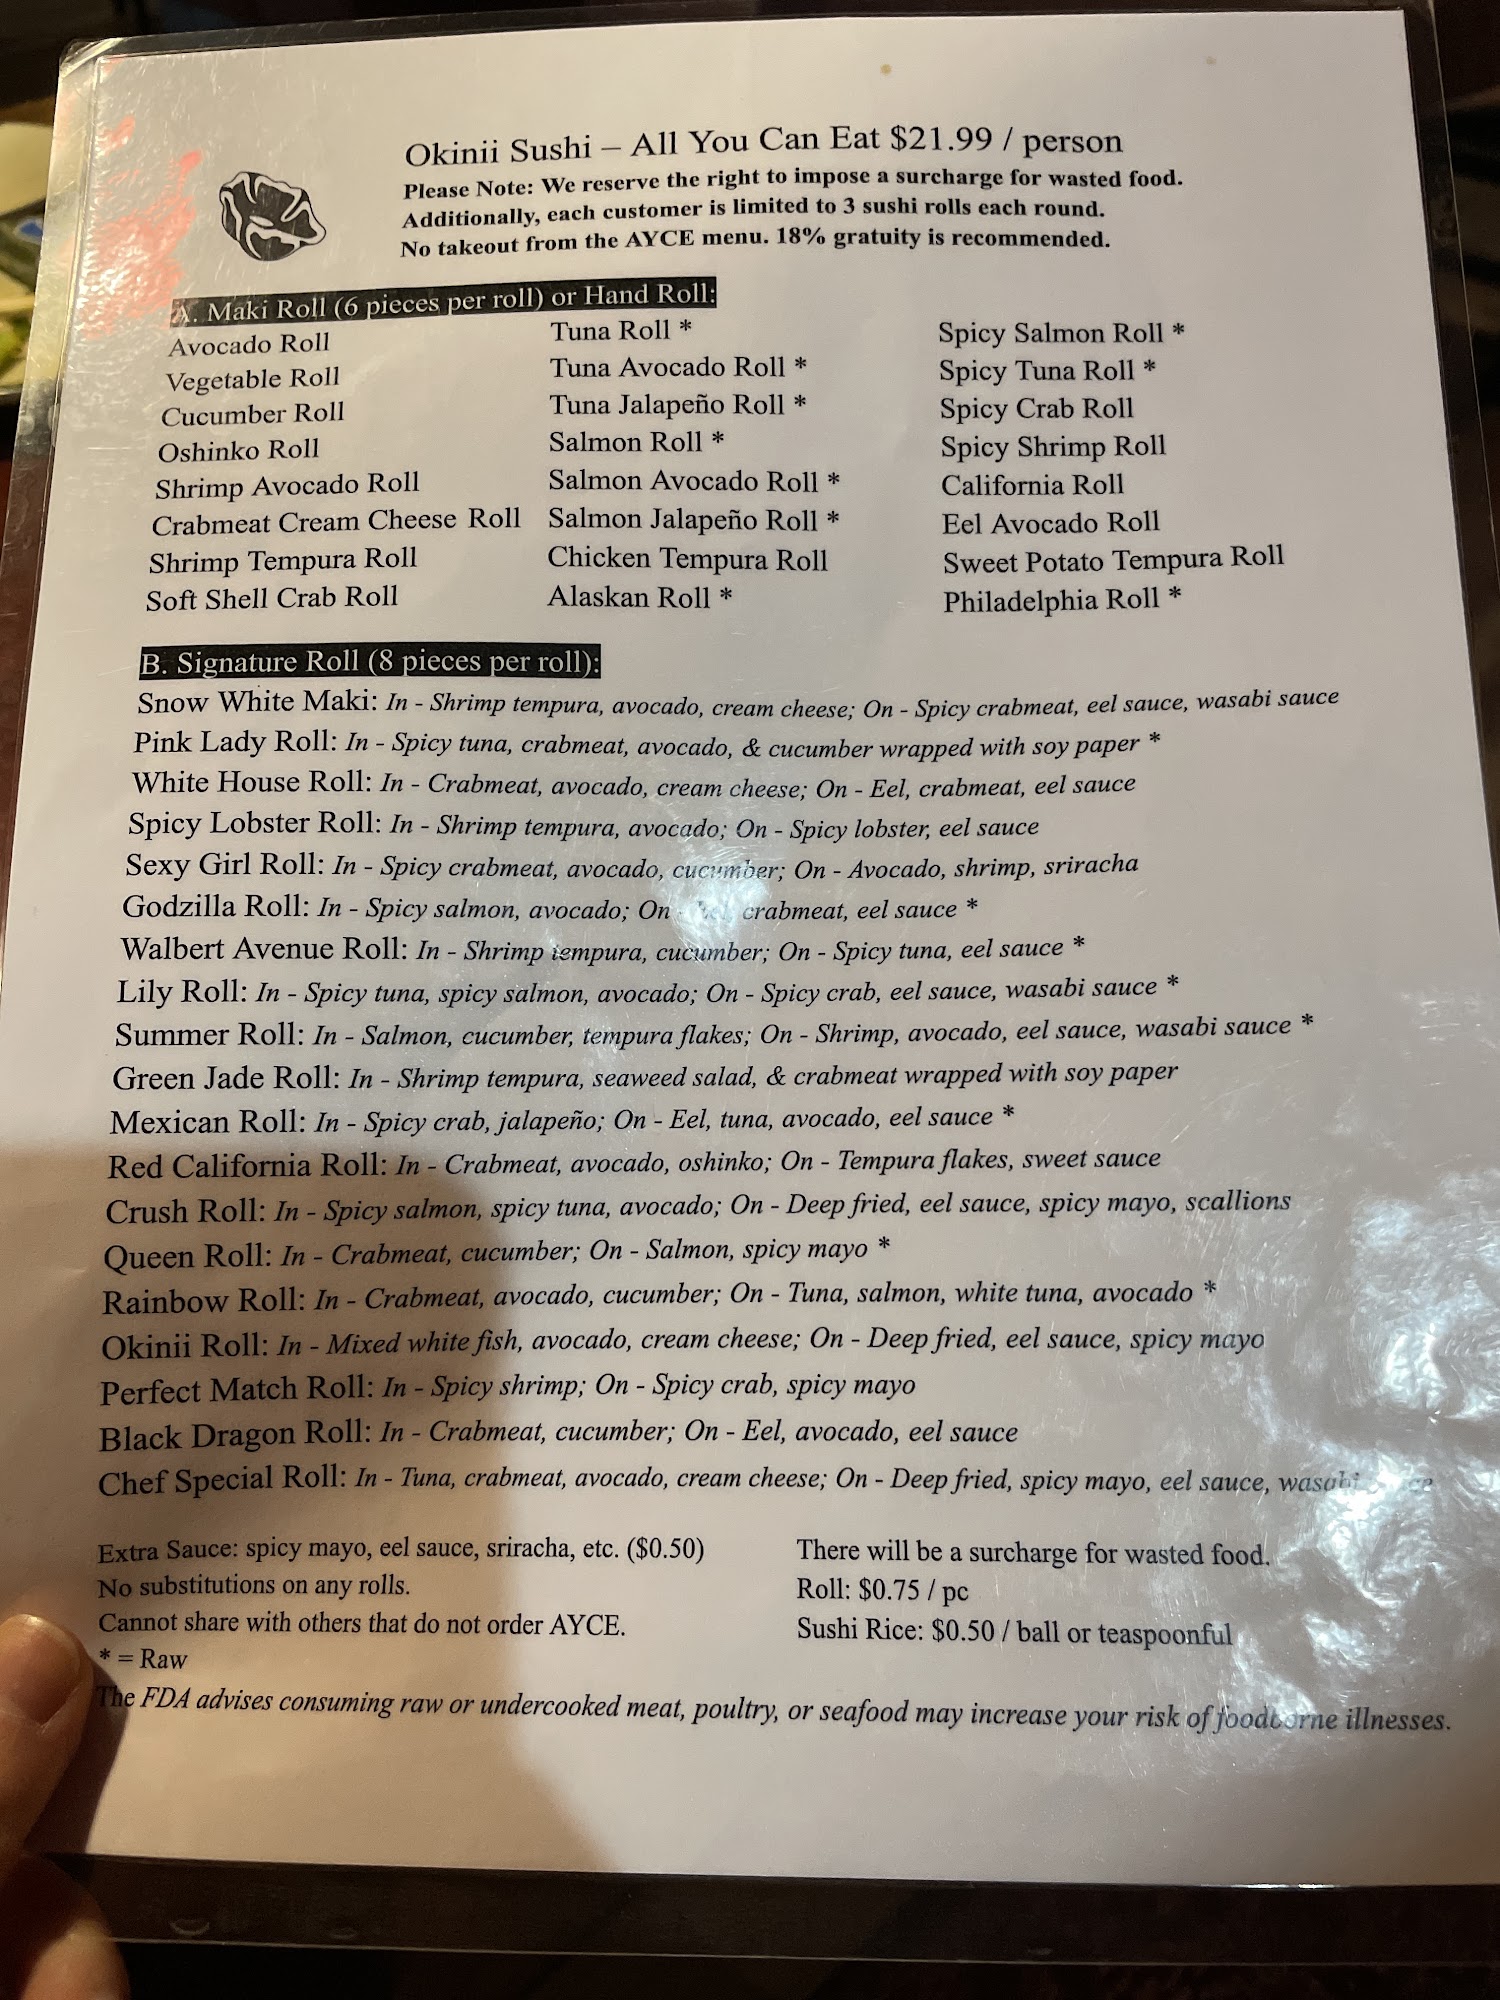 Okinii Sushi – All You Can Eat $21.99 / person
Please Note: We reserve the right to impose a surcharge for wasted food.
Additionally, each customer is limited to 3 sushi rolls each round.
No takeout from the AYCE menu. 18% gratuity is recommended.
A. Maki Roll (6 pieces per roll) or Hand Roll:
Avocado Roll
Vegetable Roll
Cucumber Roll
Oshinko Roll
Shrimp Avocado Roll
Crabmeat Cream Cheese Roll
Shrimp Tempura Roll
Soft Shell Crab Roll
Tuna Roll *
Tuna Avocado Roll *
Tuna Jalapeño Roll *
Salmon Roll *
Salmon Avocado Roll *
Salmon Jalapeño Roll *
Chicken Tempura Roll
Alaskan Roll *
Spicy Salmon Roll *
Spicy Tuna Roll *
Spicy Crab Roll
Spicy Shrimp Roll
California Roll
Eel Avocado Roll
Sweet Potato Tempura Roll
Philadelphia Roll *
B. Signature Roll (8 pieces per roll):
Snow White Maki: In - Shrimp tempura, avocado, cream cheese; On - Spicy crabmeat, eel sauce, wasabi sauce
Pink Lady Roll: In - Spicy tuna, crabmeat, avocado, & cucumber wrapped with soy paper *
White House Roll: In - Crabmeat, avocado, cream cheese; On - Eel, crabmeat, eel sauce
Spicy Lobster Roll: In - Shrimp tempura, avocado; On - Spicy lobster, eel sauce
Sexy Girl Roll: In - Spicy crabmeat, avocado, cucumber; On - Avocado, shrimp, sriracha
Godzilla Roll: In - Spicy salmon, avocado; On - crabmeat, eel sauce *
Walbert Avenue Roll: In - Shrimp tempura, cucumber; On - Spicy tuna, eel sauce *
Lily Roll: In - Spicy tuna, spicy salmon, avocado; On - Spicy crab, eel sauce, wasabi sauce *
Summer Roll: In - Salmon, cucumber, tempura flakes; On - Shrimp, avocado, eel sauce, wasabi sauce *
Green Jade Roll: In - Shrimp tempura, seaweed salad, & crabmeat wrapped with soy paper
Mexican Roll: In - Spicy crab, jalapeño; On - Eel, tuna, avocado, eel sauce *
Red California Roll: In - Crabmeat, avocado, oshinko; On - Tempura flakes, sweet sauce
Crush Roll: In - Spicy salmon, spicy tuna, avocado; On - Deep fried, eel sauce, spicy mayo, scallions
Queen Roll: In - Crabmeat, cucumber; On - Salmon, spicy mayo *
Rainbow Roll: In - Crabmeat, avocado, cucumber; On - Tuna, salmon, white tuna, avocado *
Okinii Roll: In - Mixed white fish, avocado, cream cheese; On - Deep fried, eel sauce, spicy mayo
Perfect Match Roll: In - Spicy shrimp; On - Spicy crab, spicy mayo
Black Dragon Roll: In - Crabmeat, cucumber; On - Eel, avocado, eel sauce
Chef Special Roll: In - Tuna, crabmeat, avocado, cream cheese; On - Deep fried, spicy mayo, eel sauce, wasabi
Extra Sauce: spicy mayo, eel sauce, sriracha, etc. ($0.50)
No substitutions on any rolls.
Cannot share with others that do not order AYCE.
* = Raw
There will be a surcharge for wasted food.
Roll: $0.75 / pc
Sushi Rice: $0.50 / ball or teaspoonful
The FDA advises consuming raw or undercooked meat, poultry, or seafood may increase your risk of foodborne illnesses.